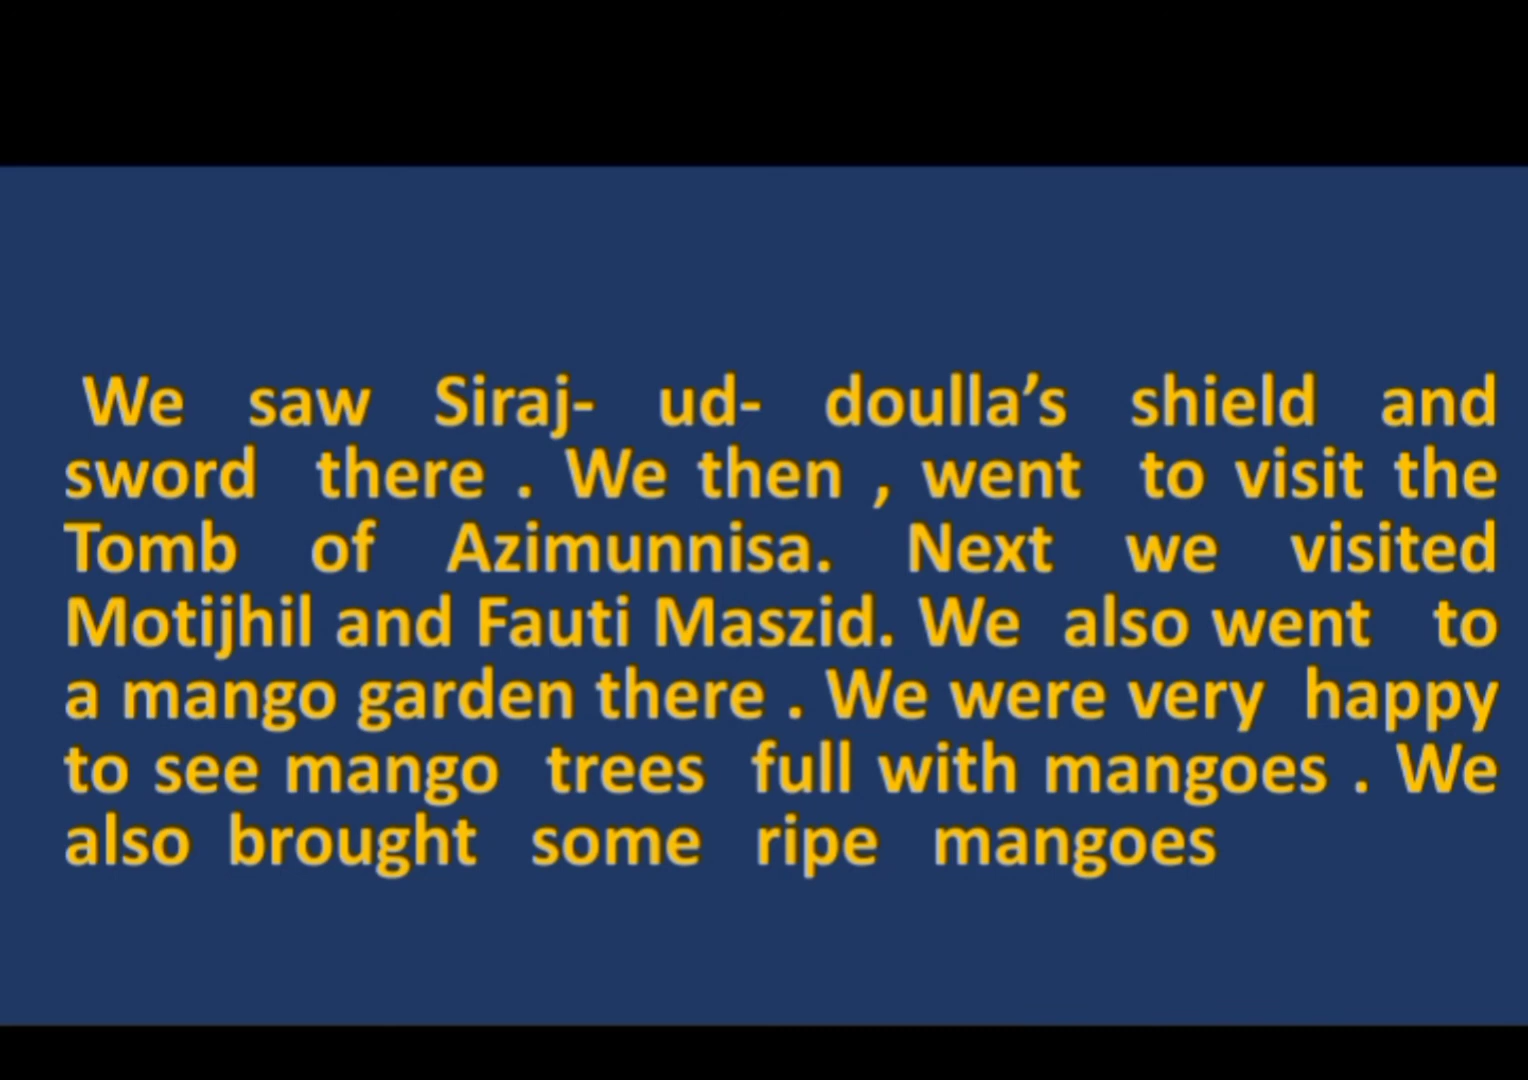 We saw Siraj- ud- doulla’s shield and
sword there . We then , went to visit the
Tomb of Azimunnisa. Next we visited
Motijhil and Fauti Maszid. We also went to
a mango garden there . We were very happy
to see mango trees full with mangoes . We
also brought some ripe mangoes